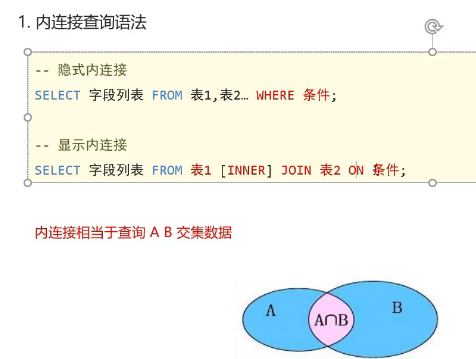 1. 内连接查询语法
-- 隐式内连接
SELECT 字段列表 FROM 表1,表2… WHERE 条件;
-- 显示内连接
SELECT 字段列表 FROM 表1 [INNER] JOIN 表2 ON 条件;
内连接相当于查询 A B 交集数据
A
A∩B
B